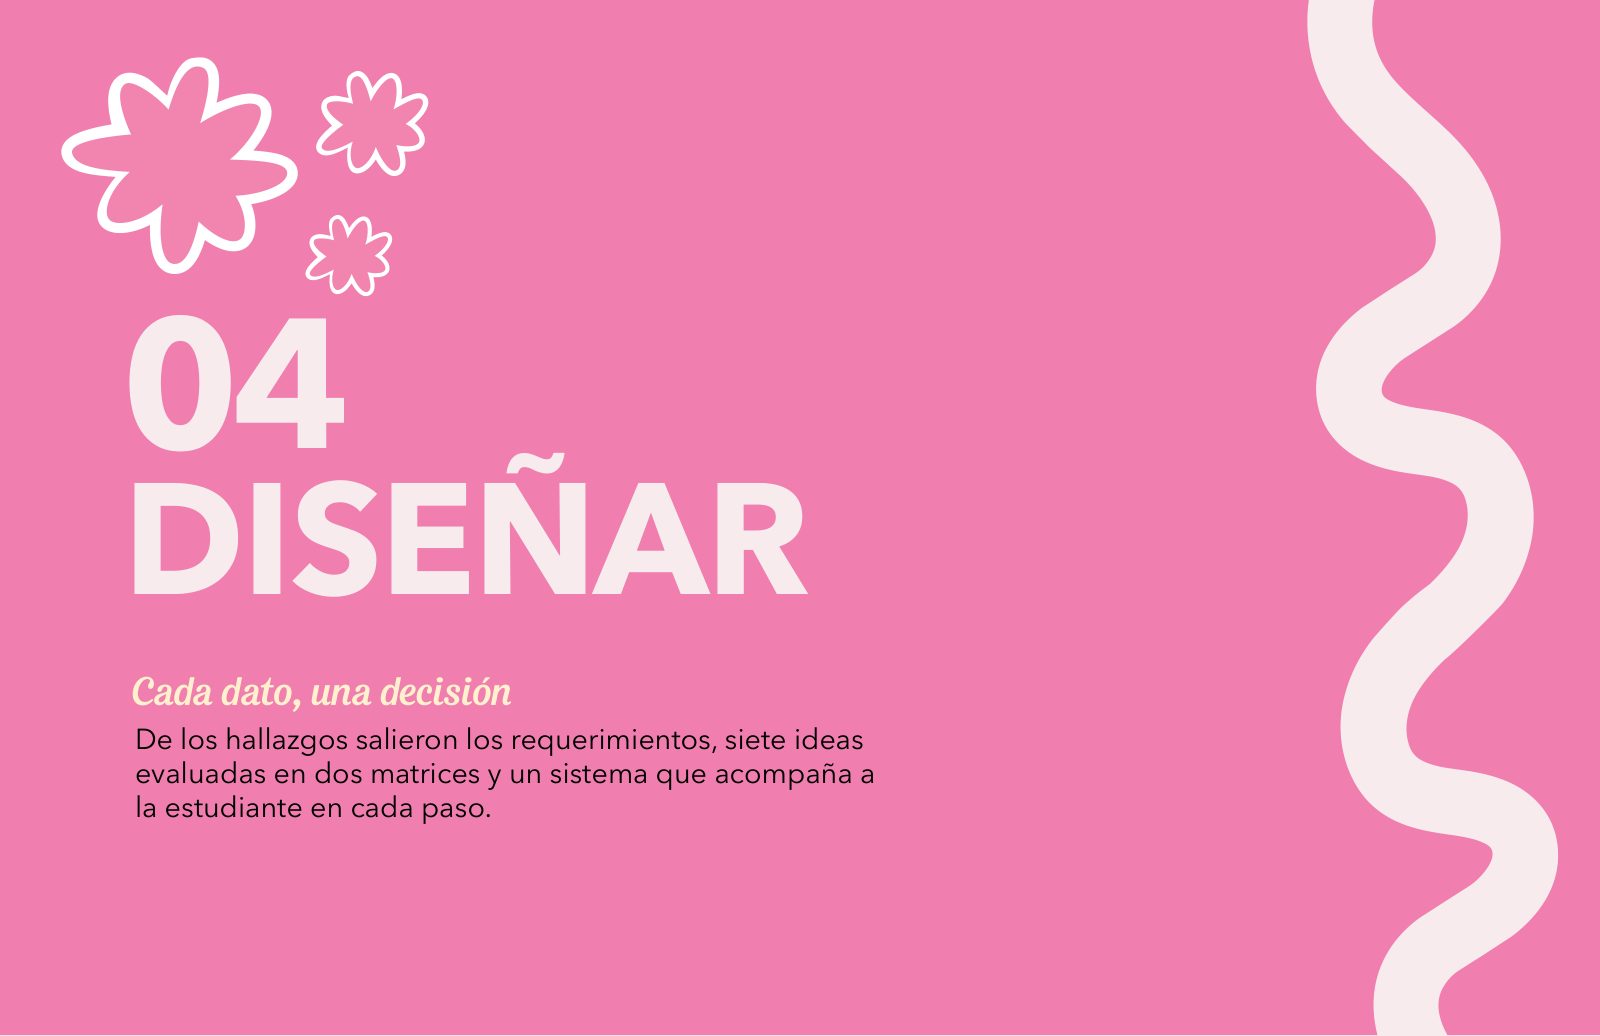 04
DISEÑAR
Cada dato, una decisión
De los hallazgos salieron los requerimientos, siete ideas
evaluadas en dos matrices y un sistema que acompaña a
la estudiante en cada paso.